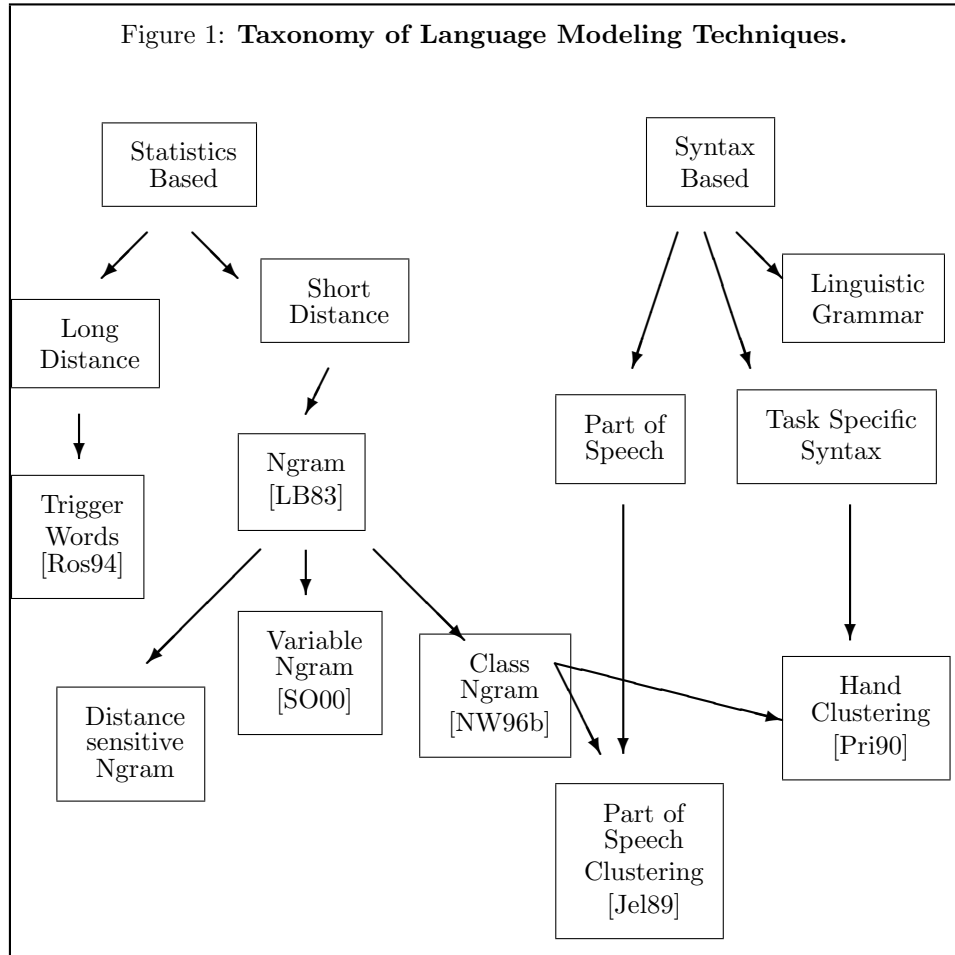 Figure 1: Taxonomy of Language Modeling Techniques.
Statistics
Based
Syntax
Based
Long
Distance
Short
Distance
Linguistic
Grammar
Part of
Speech
Task Specific
Syntax
Trigger
Words
[Ros94]
Ngram
[LB83]
Distance
sensitive
Ngram
Variable
Ngram
[SO00]
Class
Ngram
[NW96b]
Hand
Clustering
[Pri90]
Part of
Speech
Clustering
[Jel89]